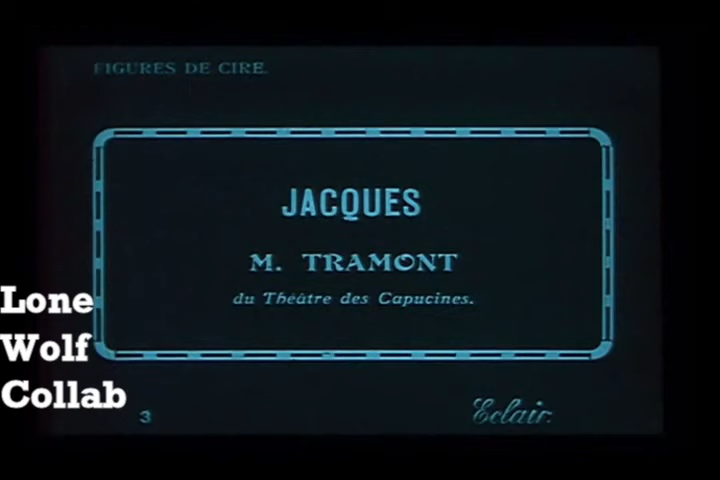 FIGURES DE CIRE.
JACQUES
M. TRAMONT
du Théâtre des Capucines.
Lone
Wolf
Collab
3
Eclair.